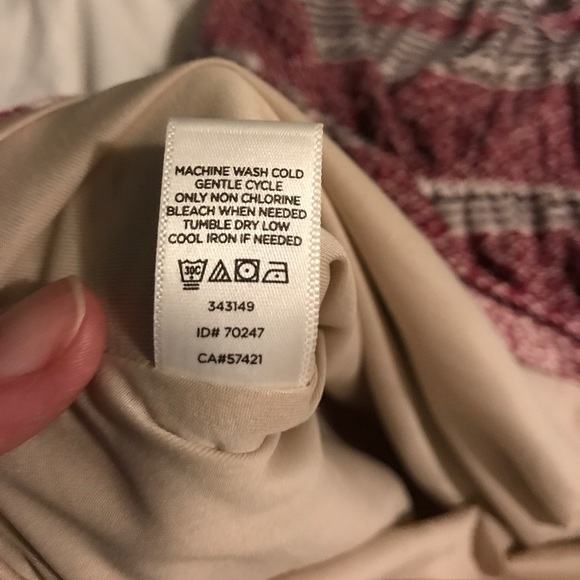 MACHINE WASH COLD
GENTLE CYCLE
ONLY NON CHLORINE
BLEACH WHEN NEEDED
TUMBLE DRY LOW
COOL IRON IF NEEDED
30C
343149
ID# 70247
CA#57421